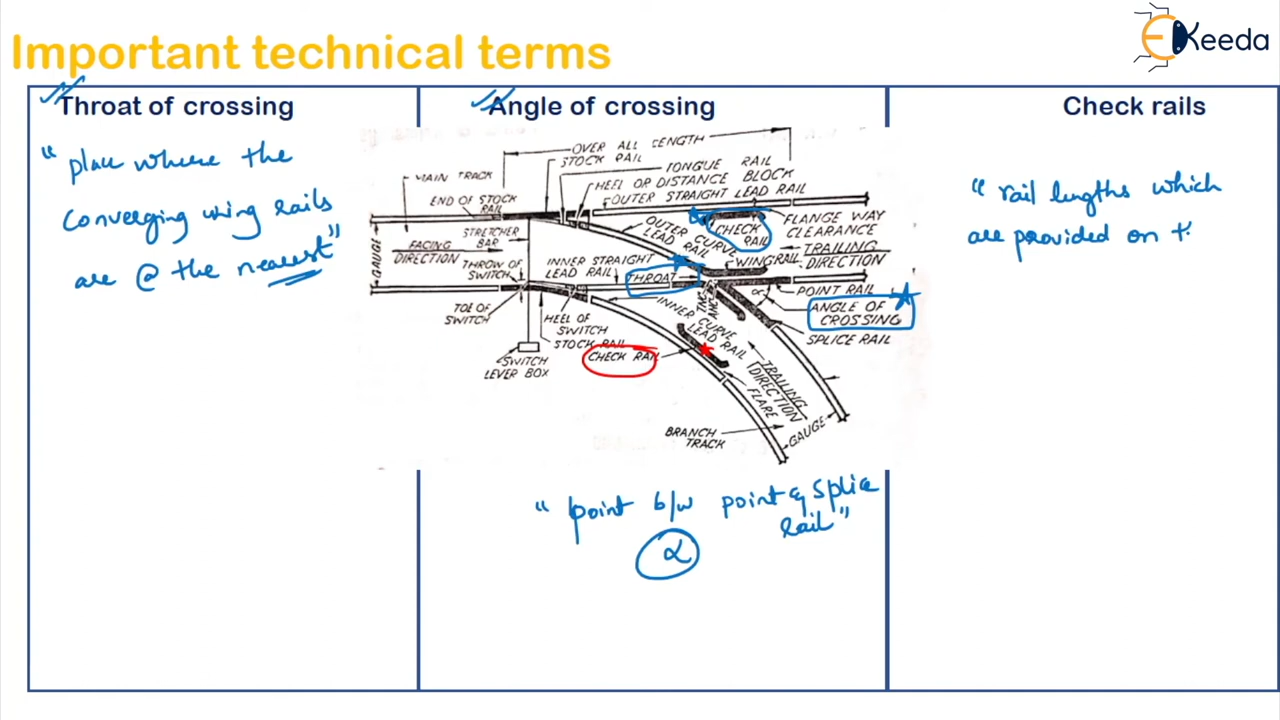 Important technical terms
EKeeda
Throat of crossing
"place where the
converging wing rails
are @ the nearest"
Angle of crossing
OVER ALL LENGTH
STOCK RAIL
TONGUE RAIL
HEEL OR DISTANCE BLOCK
OUTER STRAIGHT LEAD RAIL
MAIN TRACK
END OF STOCK
RAIL
STRETCHER
BAR
GAUGE
FACING
DIRECTION
THROW OF
SWITCH
INNER STRAIGHT
LEAD RAIL
OUTER CURVE
LEAD RAIL
CHECK
RAIL
FLANGE WAY
CLEARANCE
TRAILING
DIRECTION
WING RAIL
THROAT
POINT RAIL
α
ANGLE OF
CROSSING
SPLICE RAIL
TOE OF
SWITCH
HEEL OF
SWITCH
STOCK RAIL
CHECK RAIL
SWITCH
LEVER BOX
INNER CURVE
LEAD RAIL
TRAILING
DIRECTION
FLARE
GAUGE
BRANCH
TRACK
"point b/w point & splice
rail"
α
Check rails
"rail lengths which
are provided on t